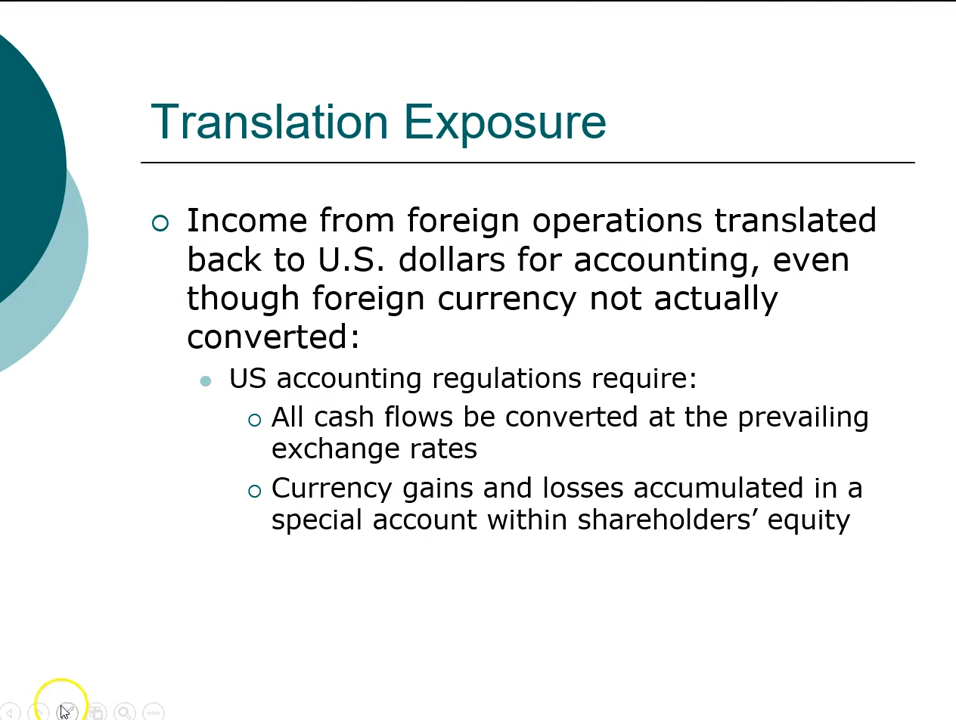 Translation Exposure
Income from foreign operations translated
back to U.S. dollars for accounting, even
though foreign currency not actually
converted:
US accounting regulations require:
All cash flows be converted at the prevailing
exchange rates
Currency gains and losses accumulated in a
special account within shareholders’ equity